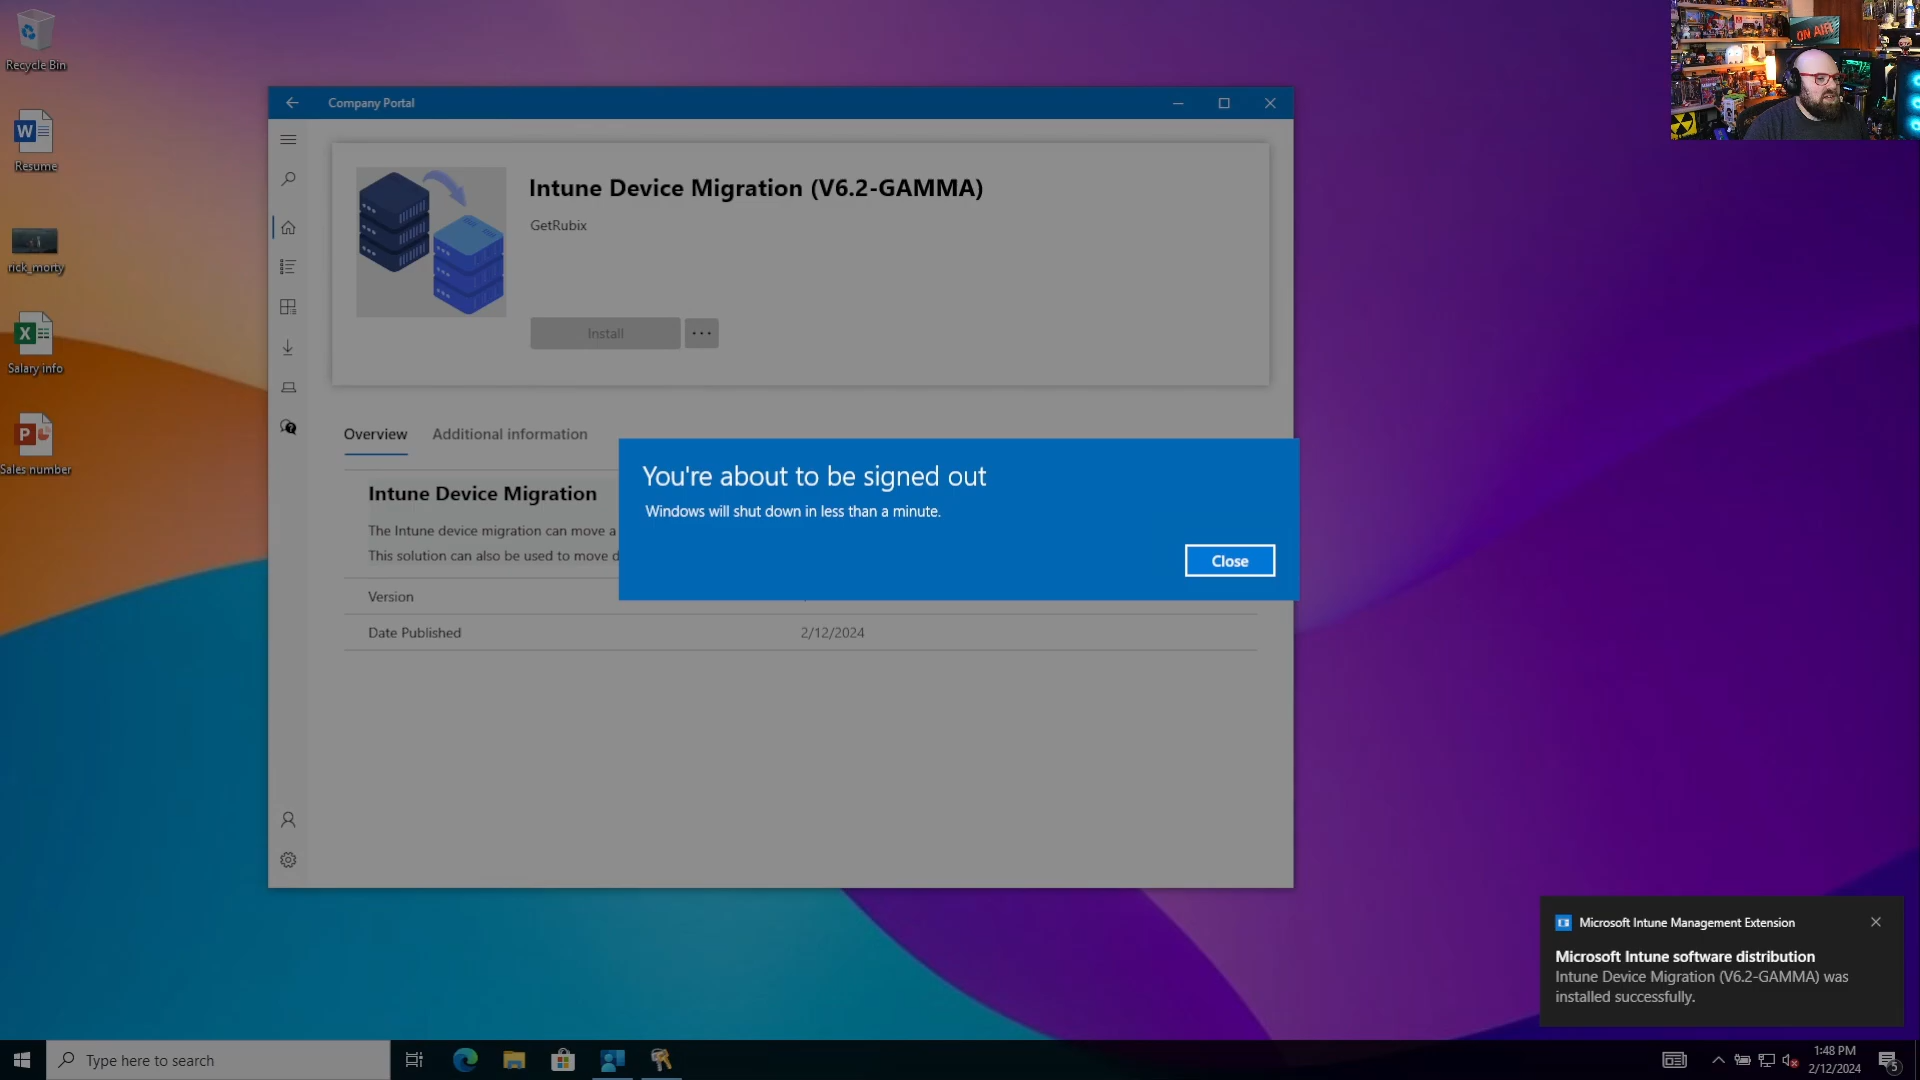 Recycle Bin
Resume
rick_morty
Salary info
Sales number
Company Portal
Intune Device Migration (V6.2-GAMMA)
GetRubix
Install
Overview
Additional information
Intune Device Migration
The Intune device migration can move a
This solution can also be used to move d
Version
Date Published
2/12/2024
You're about to be signed out
Windows will shut down in less than a minute.
Close
ON AIR
Microsoft Intune Management Extension
Microsoft Intune software distribution
Intune Device Migration (V6.2-GAMMA) was
installed successfully.
Type here to search
1:48 PM
2/12/2024
5